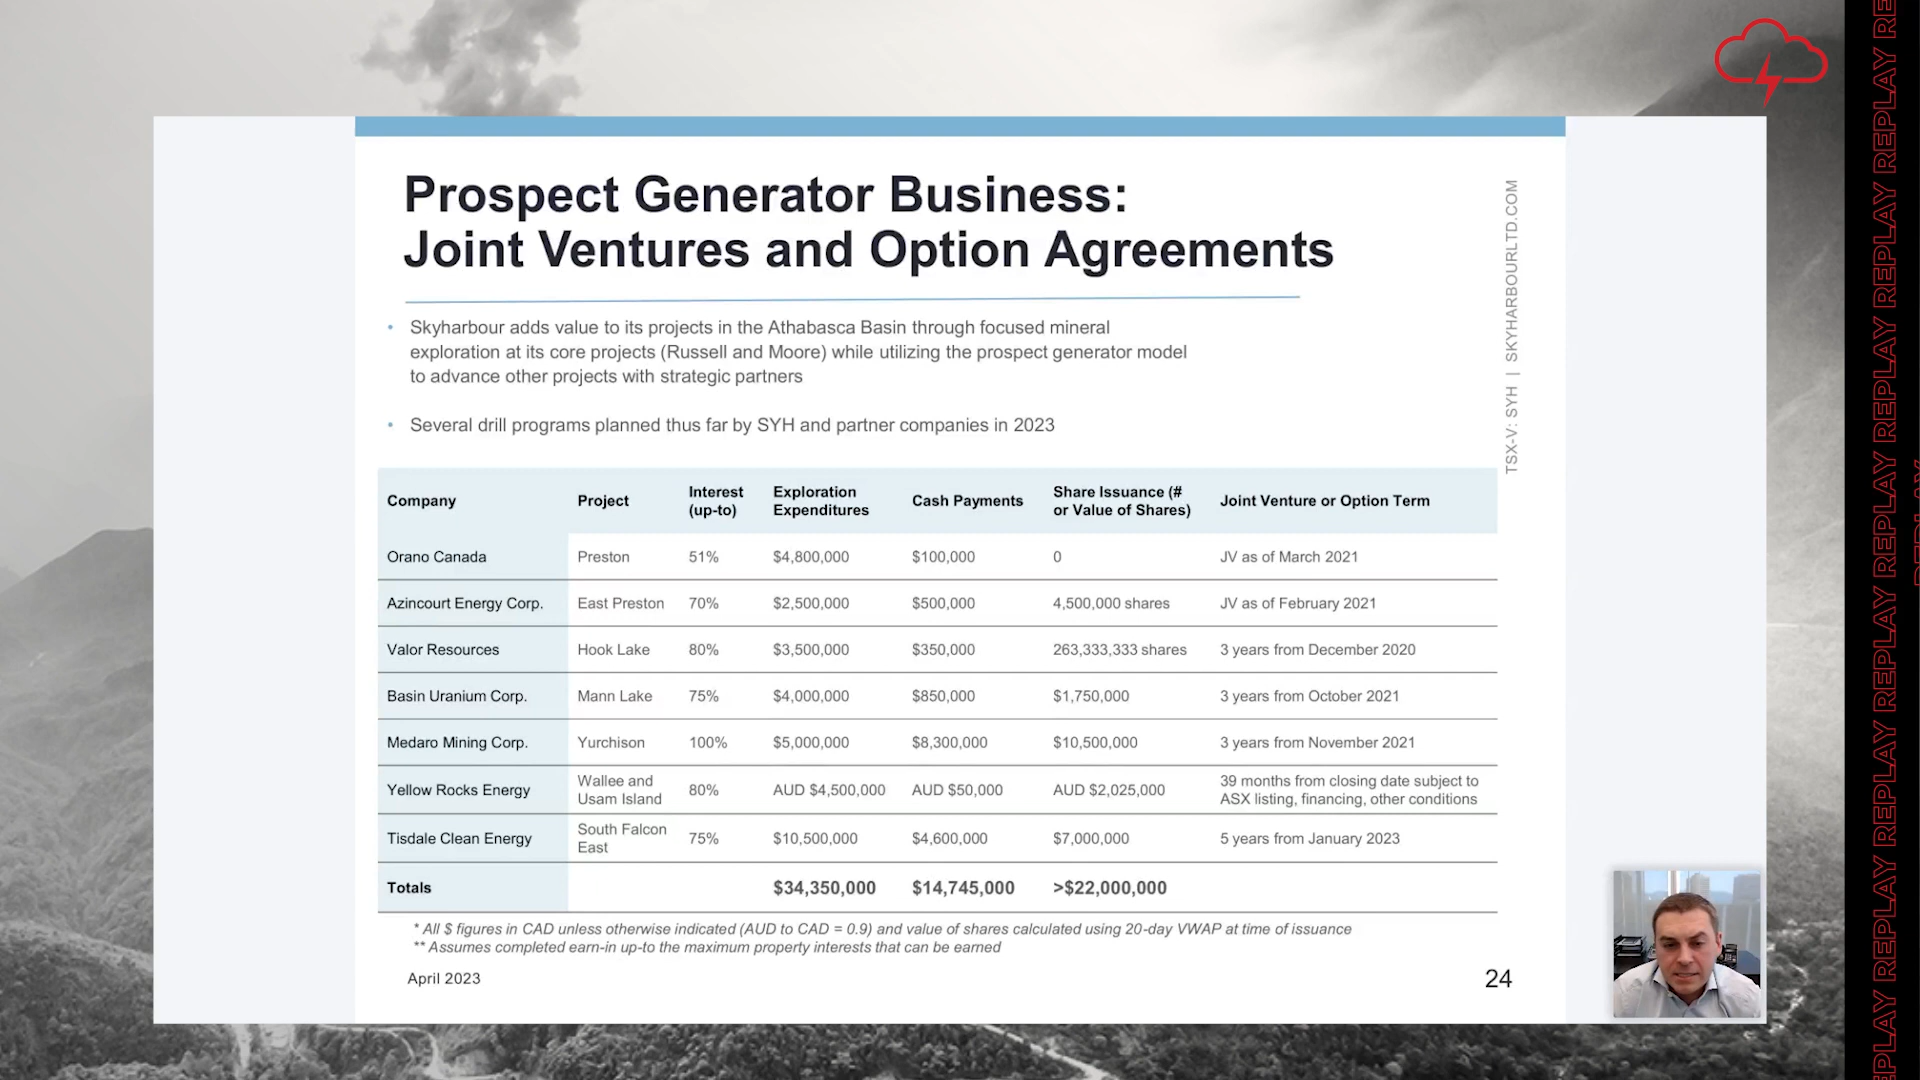 Prospect Generator Business:
Joint Ventures and Option Agreements
TSX-V: SYH | SKYHARBOURLTD.COM
• Skyharbour adds value to its projects in the Athabasca Basin through focused mineral
exploration at its core projects (Russell and Moore) while utilizing the prospect generator model
to advance other projects with strategic partners
• Several drill programs planned thus far by SYH and partner companies in 2023
Company Project Interest (up-to) Exploration Expenditures Cash Payments Share Issuance (# or Value of Shares) Joint Venture or Option Term
Orano Canada Preston 51% $4,800,000 $100,000 0 JV as of March 2021
Azincourt Energy Corp. East Preston 70% $2,500,000 $500,000 4,500,000 shares JV as of February 2021
Valor Resources Hook Lake 80% $3,500,000 $350,000 263,333,333 shares 3 years from December 2020
Basin Uranium Corp. Mann Lake 75% $4,000,000 $850,000 $1,750,000 3 years from October 2021
Medaro Mining Corp. Yurchison 100% $5,000,000 $8,300,000 $10,500,000 3 years from November 2021
Yellow Rocks Energy Wallee and Usam Island 80% AUD $4,500,000 AUD $50,000 AUD $2,025,000 39 months from closing date subject to ASX listing, financing, other conditions
Tisdale Clean Energy South Falcon East 75% $10,500,000 $4,600,000 $7,000,000 5 years from January 2023
Totals $34,350,000 $14,745,000 >$22,000,000
* All $ figures in CAD unless otherwise indicated (AUD to CAD = 0.9) and value of shares calculated using 20-day VWAP at time of issuance
** Assumes completed earn-in up-to the maximum property interests that can be earned
April 2023
24
REPLAY REPLAY REPLAY REPLAY REPLAY REPLAY REPLAY